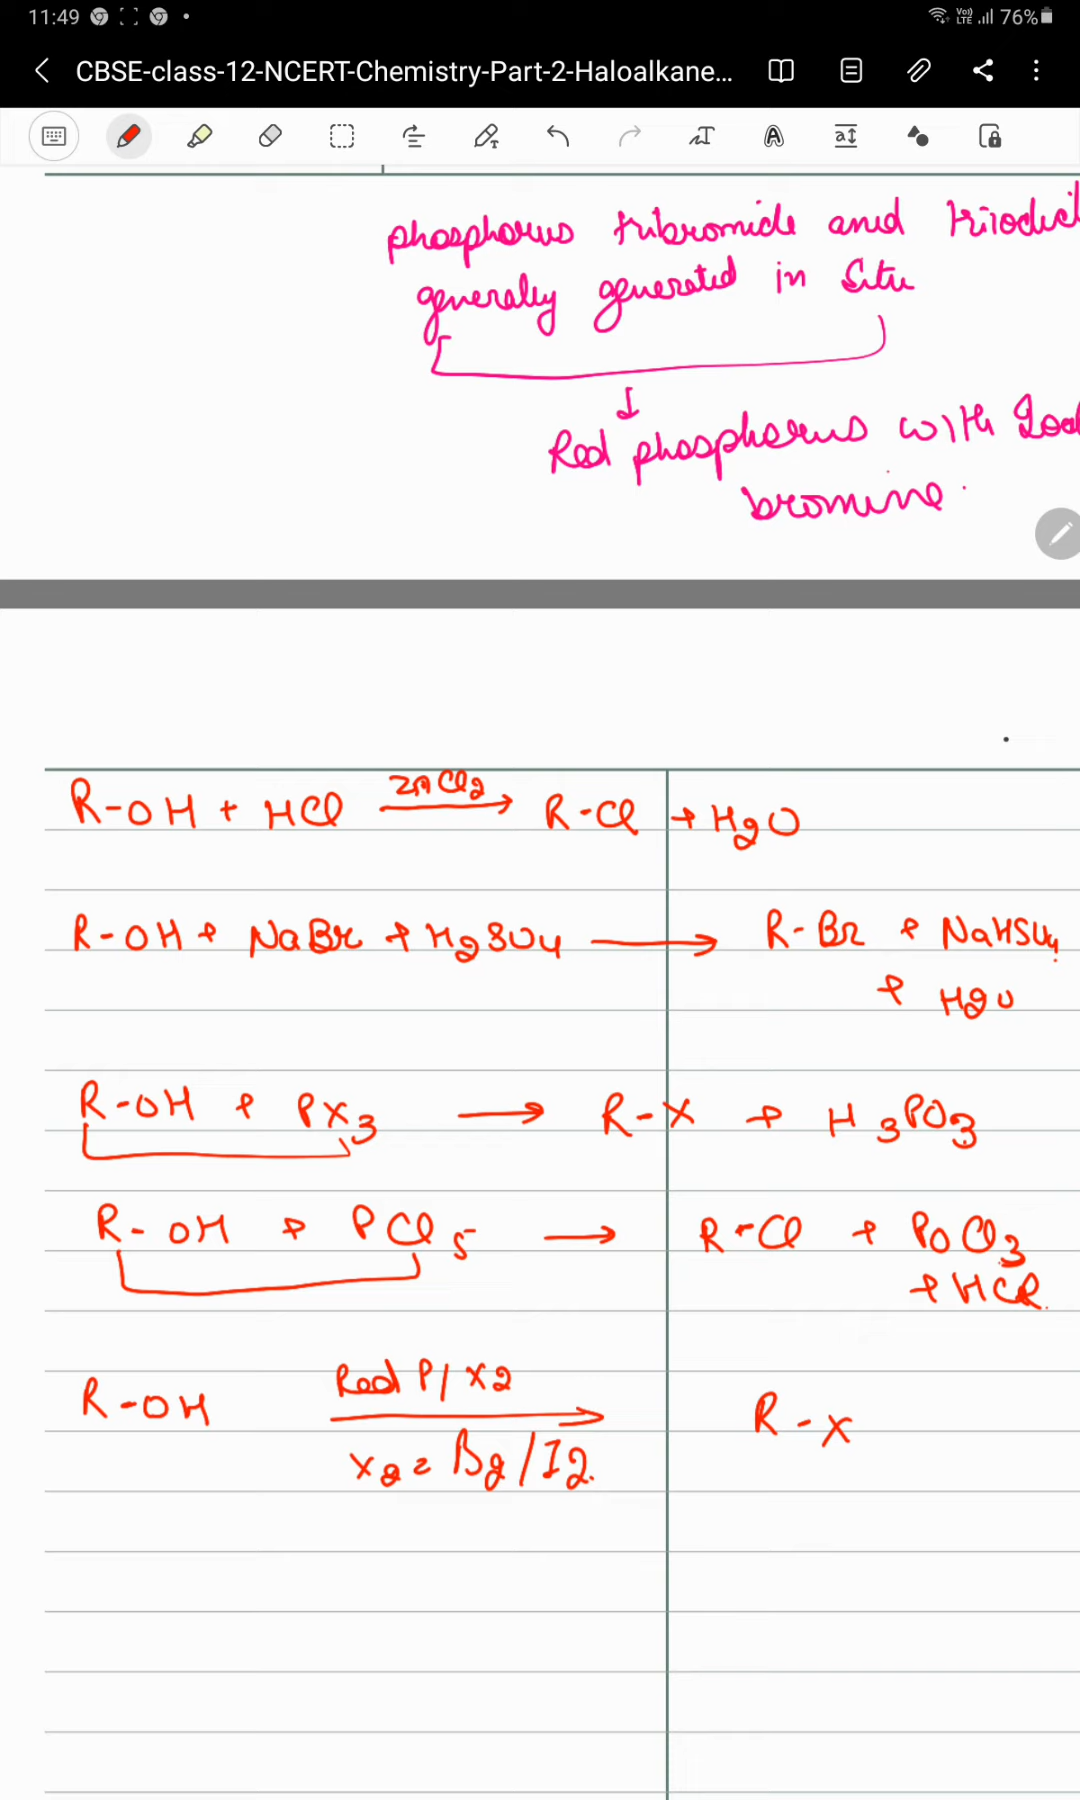 11:49 76%
CBSE-class-12-NCERT-Chemistry-Part-2-Haloalkane...
phosphorus tribromide and
generally generated in Situ
Red phosphorus with
bromine.
R-OH + HCl ZnCl2 → R-Cl + H2O
R-OH + NaBr + H2SO4 → R-Br + NaHSO4
+ H2O
R-OH + PX3 → R-X + H3PO3
R-OH + PCl5 → R-Cl + POCl3
+ HCl.
Red P/X2
R-OH → R-X
X2 = Br2/I2.